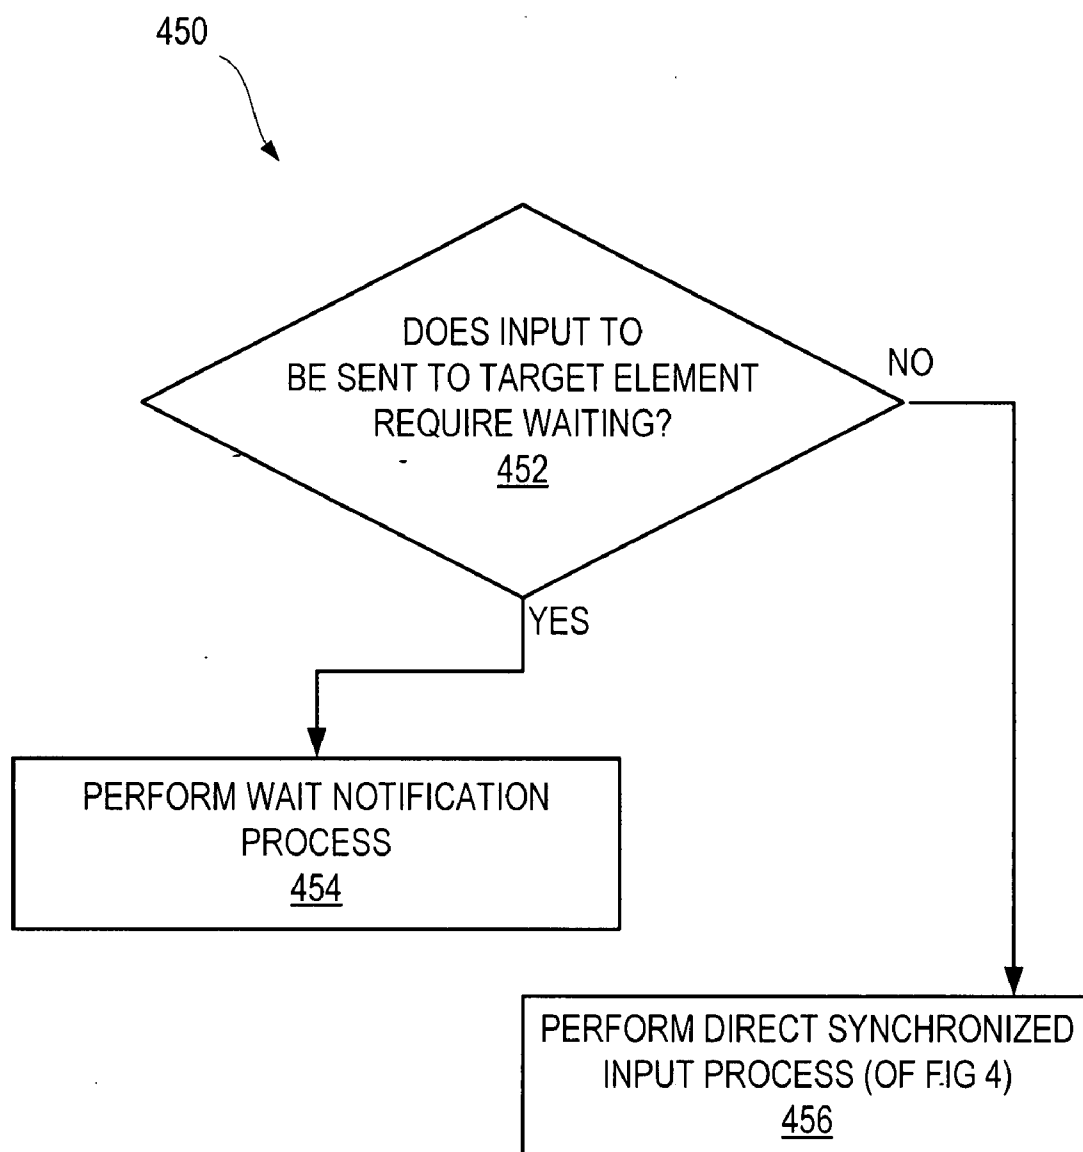 450
DOES INPUT TO
BE SENT TO TARGET ELEMENT
REQUIRE WAITING?
452
NO
YES
PERFORM WAIT NOTIFICATION
PROCESS
454
PERFORM DIRECT SYNCHRONIZED
INPUT PROCESS (OF FIG 4)
456